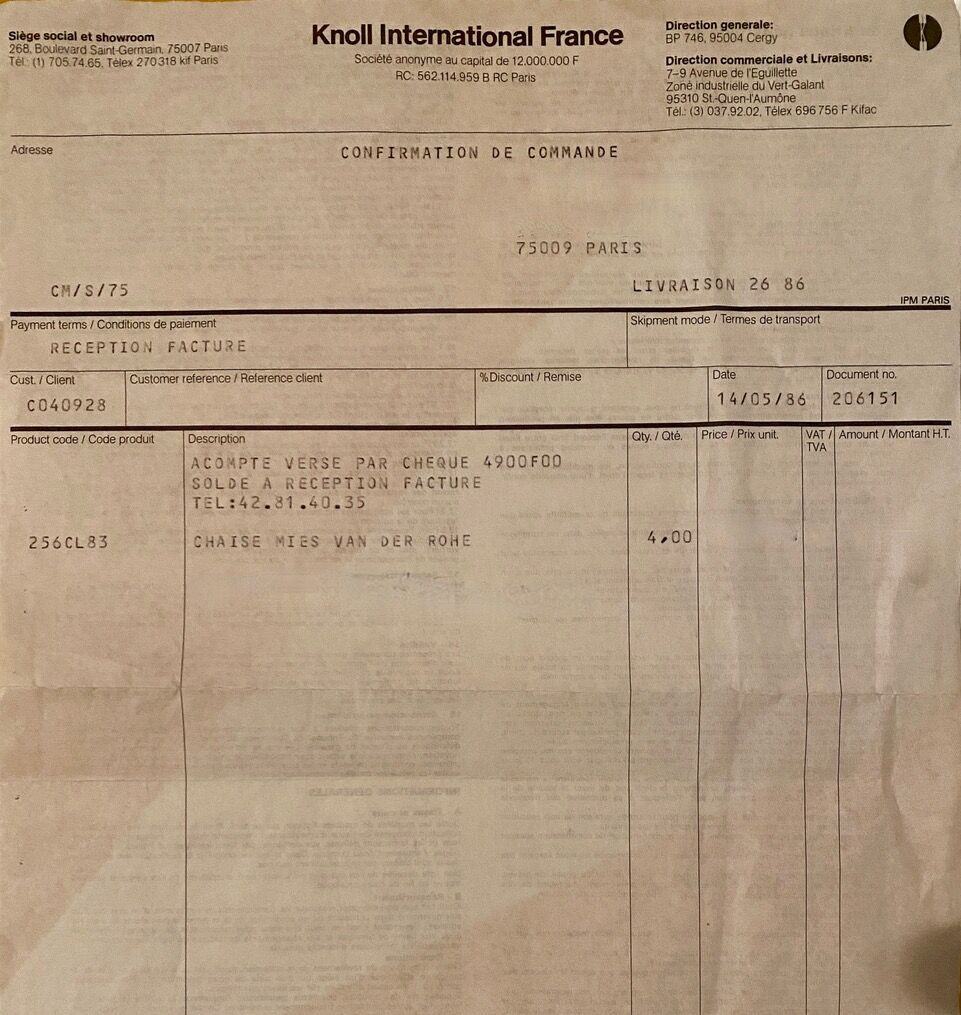 Siège social et showroom
268, Boulevard Saint-Germain, 75007 Paris
Tél. (1) 705.74.65, Télex 270318 kif Paris
Knoll International France
Société anonyme au capital de 12.000.000 F
RC: 562.114.959 B RC Paris
Direction generale:
BP 746, 95004 Cergy
Direction commerciale et Livraisons:
7–9 Avenue de l'Eguillette
Zoné industrielle du Vert-Galant
95310 St.-Quen-l'Aumône
Tél.: (3) 037.92.02, Télex 696 756 F Kifac
Adresse
CONFIRMATION DE COMMANDE
75009 PARIS
CM/S/75
LIVRAISON 26 86
IPM PARIS
Payment terms / Conditions de paiement
Skipment mode / Termes de transport
RECEPTION FACTURE
Cust. / Client
Customer reference / Reference client
% Discount / Remise
Date
Document no.
C040928
14/05/86
206151
Product code / Code produit
Description
Qty. / Qté.
Price / Prix unit.
VAT / TVA
Amount / Montant H.T.
ACOMPTE VERSE PAR CHEQUE 4900F00
SOLDE A RECEPTION FACTURE
TEL:42.81.40.35
256CL83
CHAISE MIES VAN DER ROHE
4,00